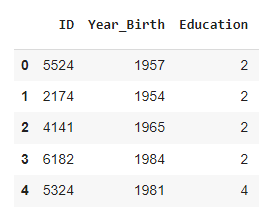 ID Year_Birth Education
0 5524 1957 2
1 2174 1954 2
2 4141 1965 2
3 6182 1984 2
4 5324 1981 4